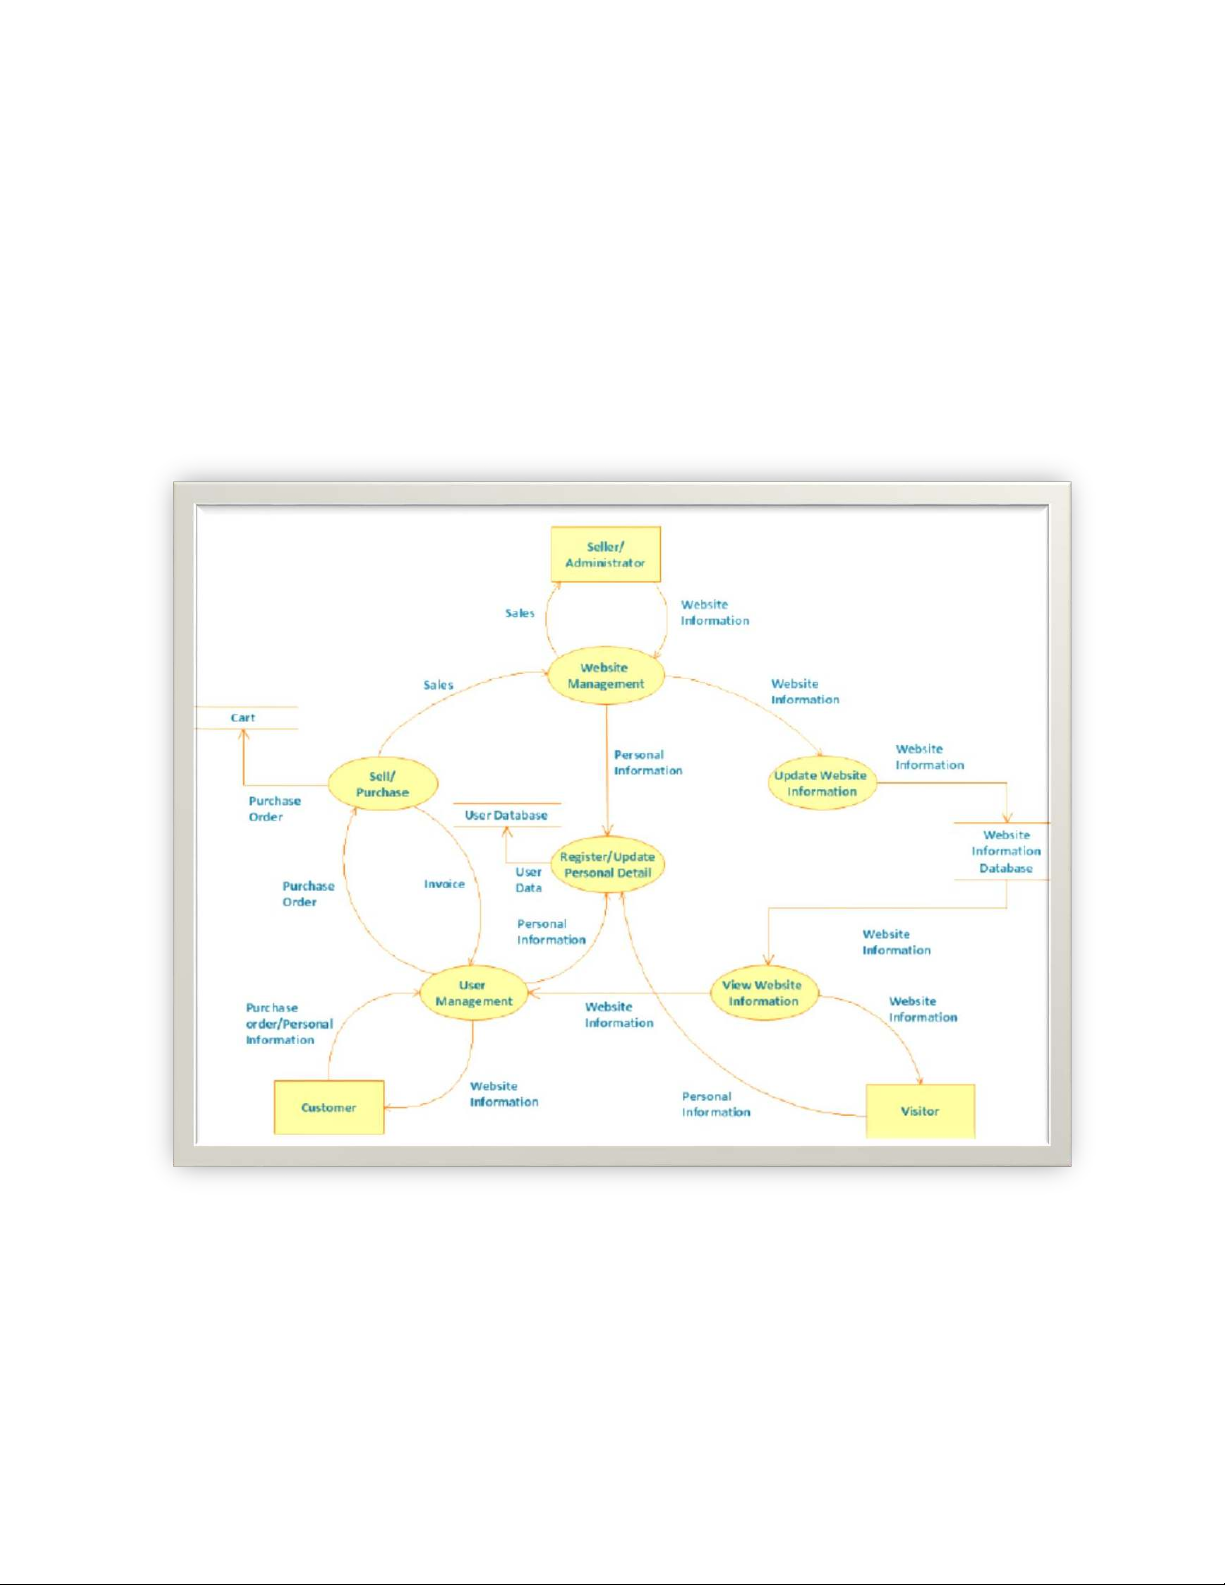 Seller/
Administrator
Sales
Website
Information
Website
Management
Sales
Website
Information
Cart
Personal
Information
Website
Information
Sell/
Purchase
Update Website
Information
Purchase
Order
User Database
Website
Information
Database
Register/Update
Personal Detail
User
Data
Purchase
Order
Invoice
Personal
Information
Website
Information
User
Management
View Website
Information
Purchase
order/Personal
Information
Website
Information
Website
Information
Website
Information
Personal
Information
Customer
Visitor